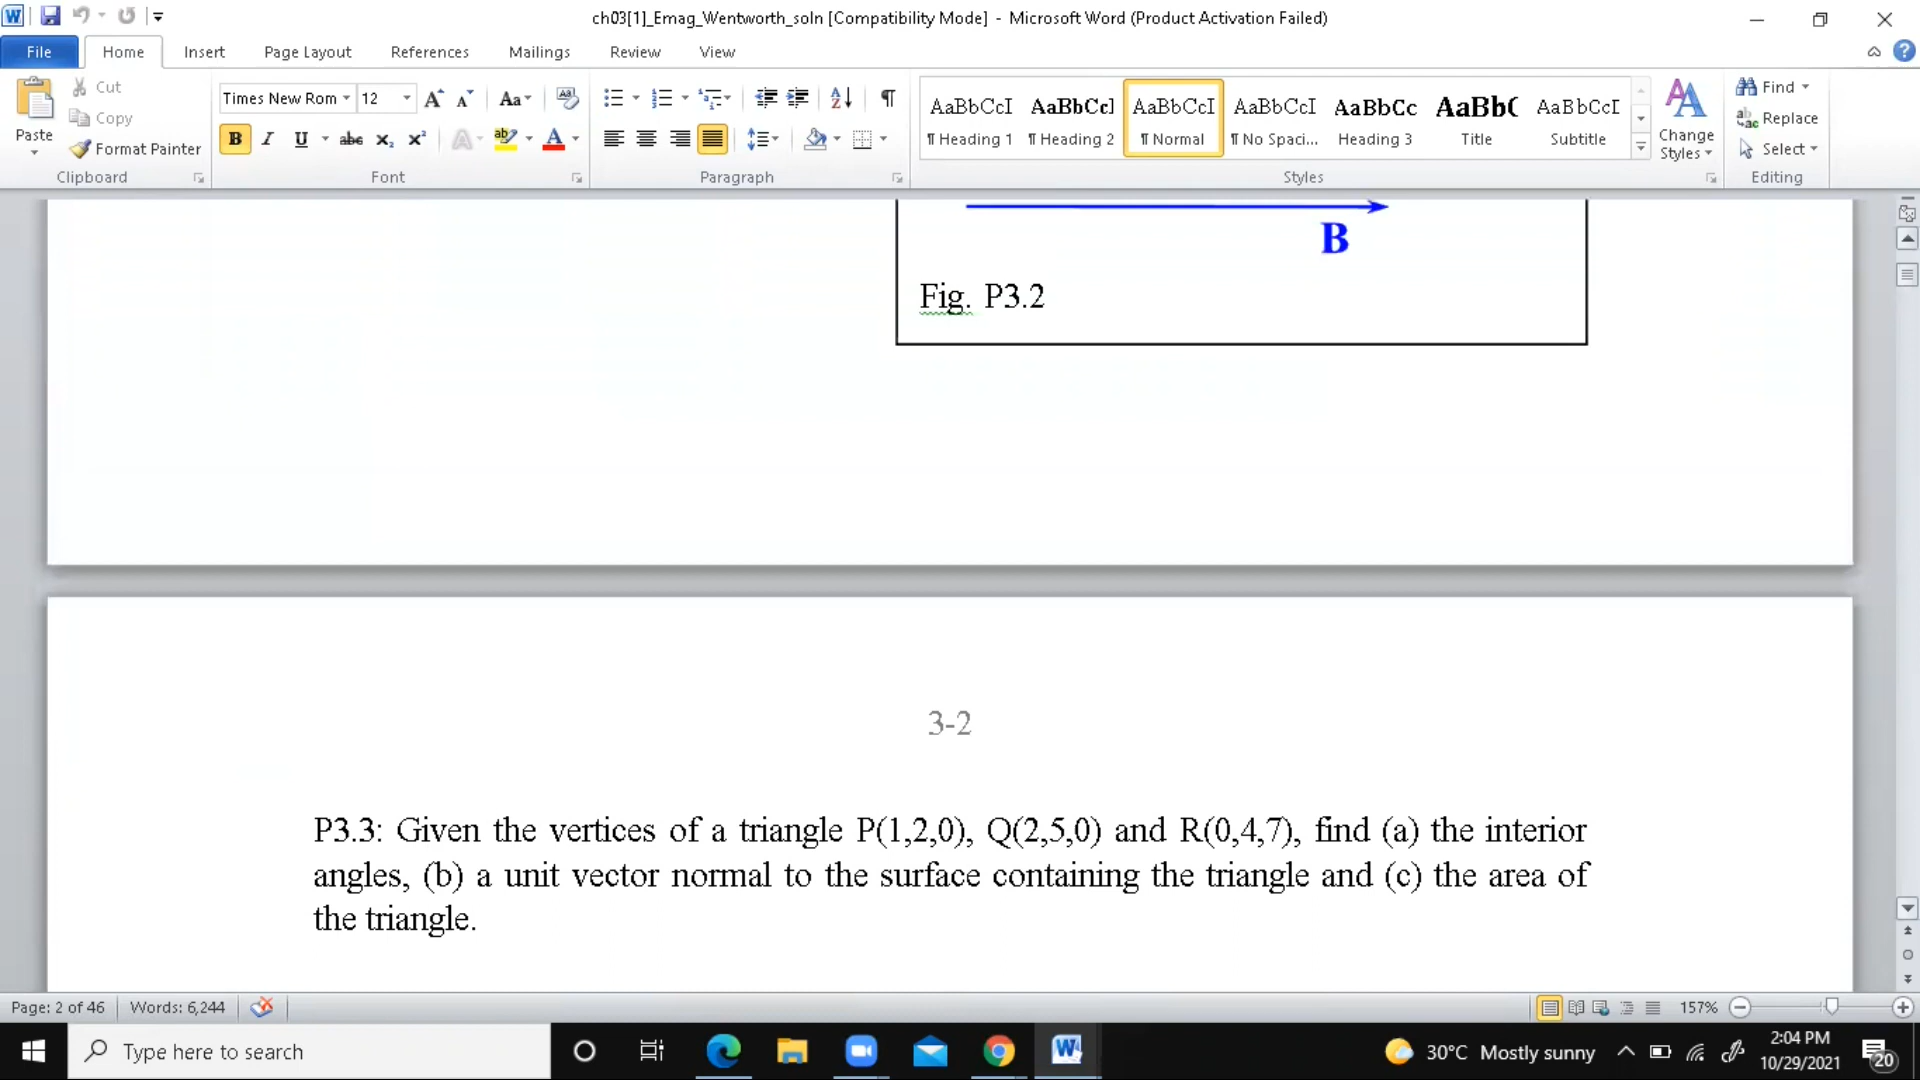 ch03[1]_Emag_Wentworth_soln [Compatibility Mode] - Microsoft Word (Product Activation Failed)
File Home Insert Page Layout References Mailings Review View
Paste
Cut
Copy
Format Painter
Clipboard
Times New Rom 12
Font
Paragraph
AaBbCcI AaBbCcI AaBbCcI AaBbCcI AaBbCc AaBb( AaBbCcI
¶ Heading 1 ¶ Heading 2 ¶ Normal ¶ No Spaci... Heading 3 Title Subtitle
Styles
Change Styles
Find
Replace
Select
Editing
B
Fig. P3.2
3-2
P3.3: Given the vertices of a triangle P(1,2,0), Q(2,5,0) and R(0,4,7), find (a) the interior
angles, (b) a unit vector normal to the surface containing the triangle and (c) the area of
the triangle.
Page: 2 of 46 Words: 6,244 157%
Type here to search
30°C Mostly sunny
2:04 PM
10/29/2021
20